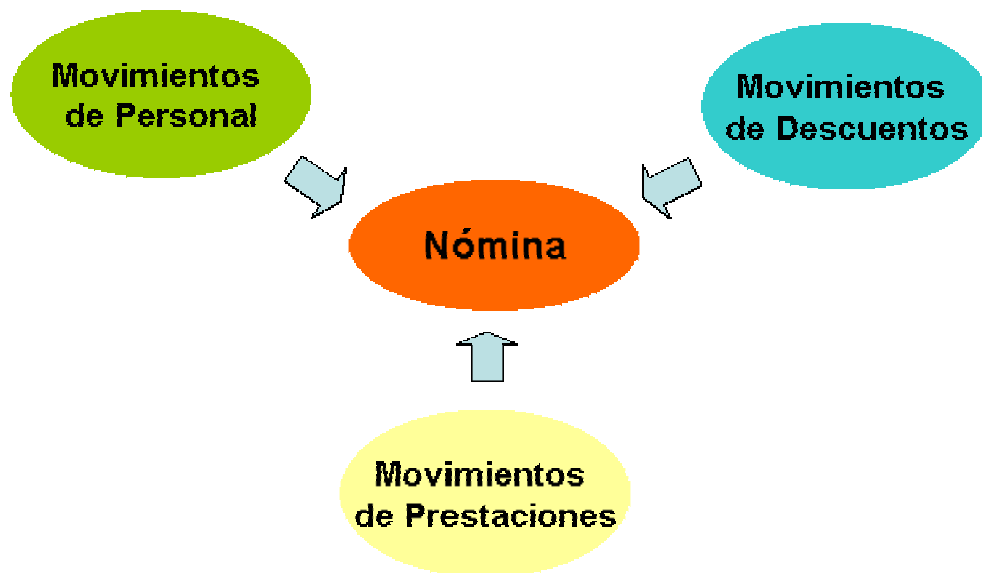 Movimientos
de Personal
Movimientos
de Descuentos
Nómina
Movimientos
de Prestaciones